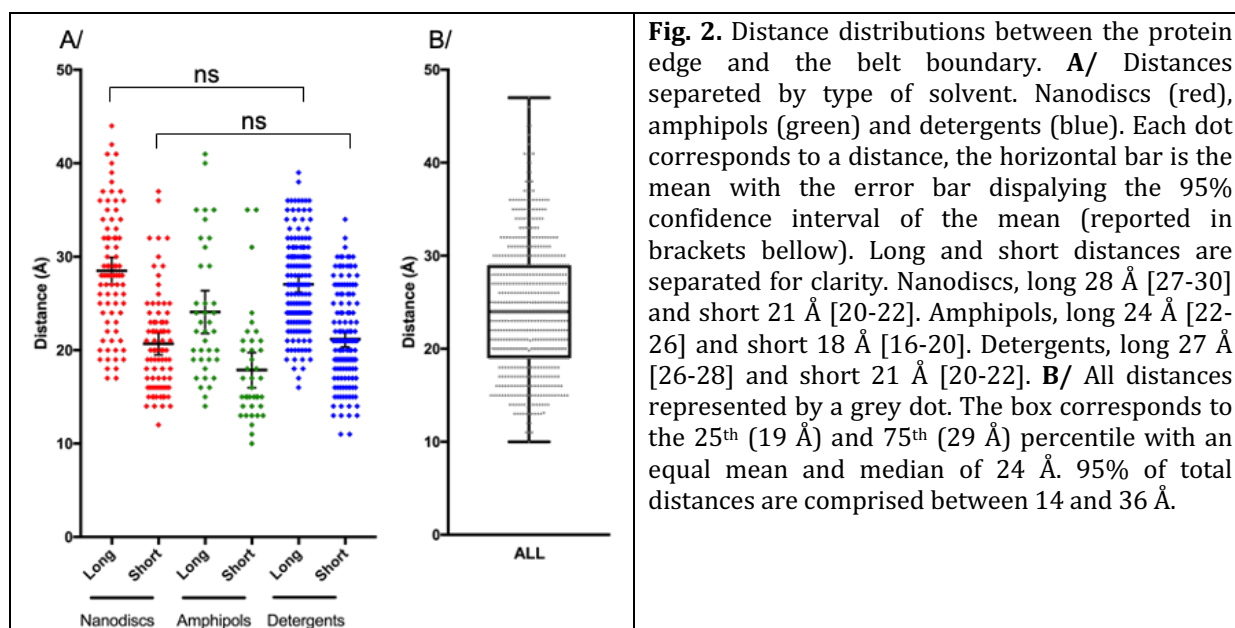 A/
ns
ns
50
40
30
20
10
0
Distance (Å)
Long
Short
Long
Short
Long
Short
Nanodiscs
Amphipols
Detergents
B/
50
40
30
20
10
0
Distance (Å)
ALL
Fig. 2. Distance distributions between the protein
edge and the belt boundary. A/ Distances
separeted by type of solvent. Nanodiscs (red),
amphipols (green) and detergents (blue). Each dot
corresponds to a distance, the horizontal bar is the
mean with the error bar dispalying the 95%
confidence interval of the mean (reported in
brackets bellow). Long and short distances are
separated for clarity. Nanodiscs, long 28 Å [27-30]
and short 21 Å [20-22]. Amphipols, long 24 Å [22-
26] and short 18 Å [16-20]. Detergents, long 27 Å
[26-28] and short 21 Å [20-22]. B/ All distances
represented by a grey dot. The box corresponds to
the 25th (19 Å) and 75th (29 Å) percentile with an
equal mean and median of 24 Å. 95% of total
distances are comprised between 14 and 36 Å.